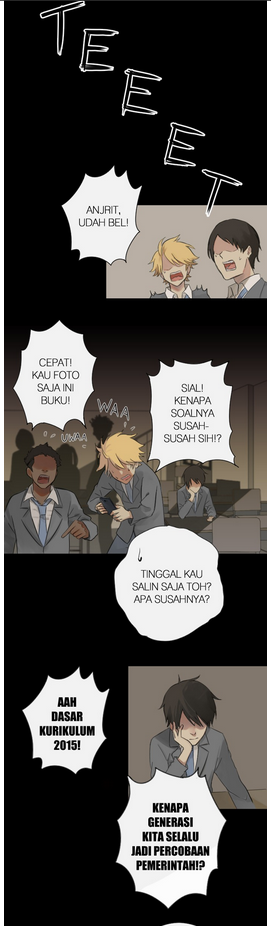 TEEET
ANJRIT,
UDAH BEL!
CEPAT!
KAU FOTO
SAJA INI
BUKU!
WAA
UWAA
SIAL!
KENAPA
SOALNYA
SUSAH-
SUSAH SIH!?
TINGGAL KAU
SALIN SAJA TOH?
APA SUSAHNYA?
AAH
DASAR
KURIKULUM
2015!
KENAPA
GENERASI
KITA SELALU
JADI PERCOBAAN
PEMERINTAH!?